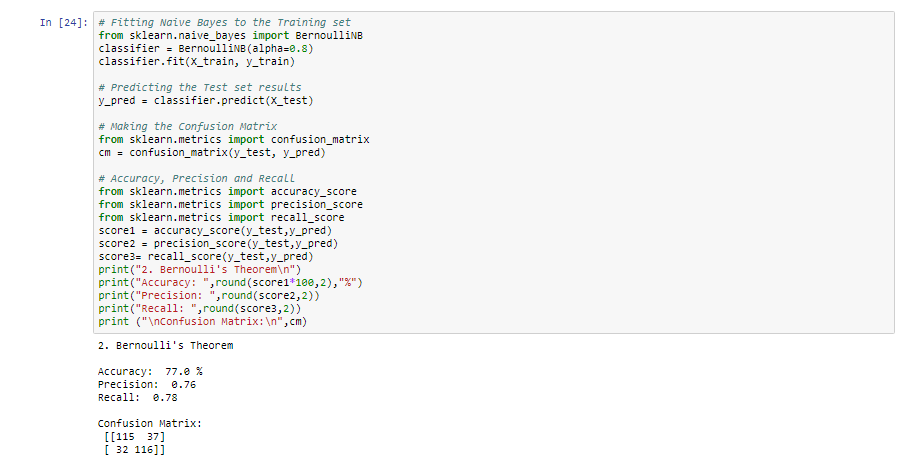 In [24]: # Fitting Naive Bayes to the Training set
from sklearn.naive_bayes import BernoulliNB
classifier = BernoulliNB(alpha=0.8)
classifier.fit(X_train, y_train)
# Predicting the Test set results
y_pred = classifier.predict(X_test)
# Making the Confusion Matrix
from sklearn.metrics import confusion_matrix
cm = confusion_matrix(y_test, y_pred)
# Accuracy, Precision and Recall
from sklearn.metrics import accuracy_score
from sklearn.metrics import precision_score
from sklearn.metrics import recall_score
score1 = accuracy_score(y_test,y_pred)
score2 = precision_score(y_test,y_pred)
score3= recall_score(y_test,y_pred)
print("2. Bernoulli's Theorem\n")
print("Accuracy: ",round(score1*100,2),"%")
print("Precision: ",round(score2,2))
print("Recall: ",round(score3,2))
print ("\nConfusion Matrix:\n",cm)
2. Bernoulli's Theorem
Accuracy:  77.0 %
Precision:  0.76
Recall:  0.78
Confusion Matrix:
[[115  37]
[ 32 116]]